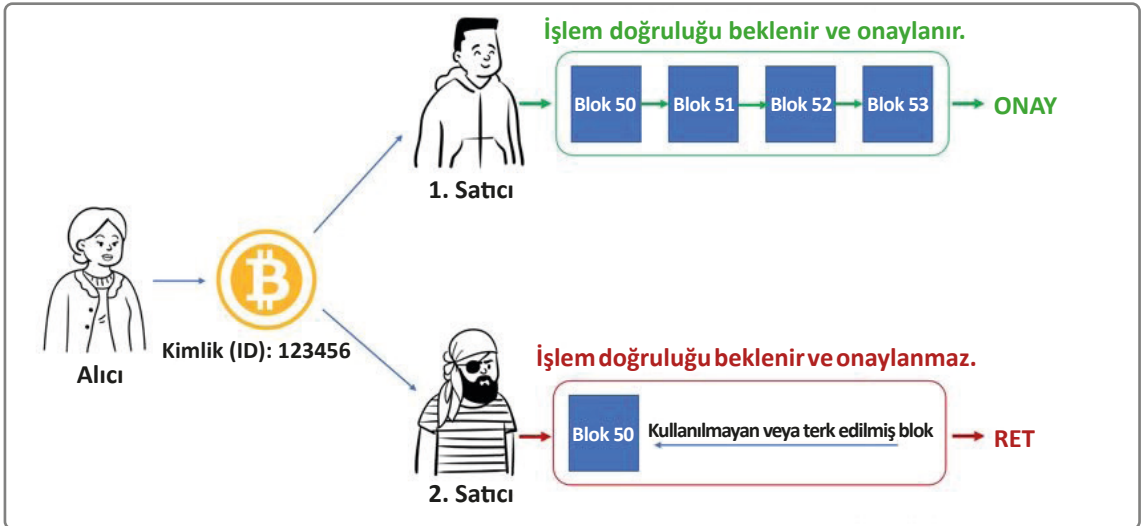 İşlem doğruluğu beklenir ve onaylanır.
Blok 50
Blok 51
Blok 52
Blok 53
ONAY
1. Satıcı
Kimlik (ID): 123456
Alıcı
İşlem doğruluğu beklenir ve onaylanmaz.
Blok 50
Kullanılmayan veya terk edilmiş blok
RET
2. Satıcı